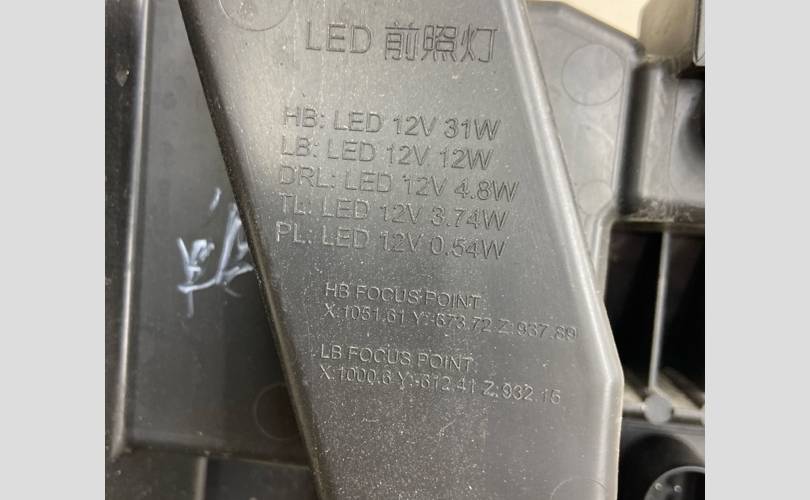 LED 前照灯
HB: LED 12V 31W
LB: LED 12V 12W
DRL: LED 12V 4.8W
TL: LED 12V 3.74W
PL: LED 12V 0.54W
HB FOCUS POINT:
X:1051.61 Y:-673.72 Z:937.89
LB FOCUS POINT:
X:1000.6 Y:-612.41 Z:932.15